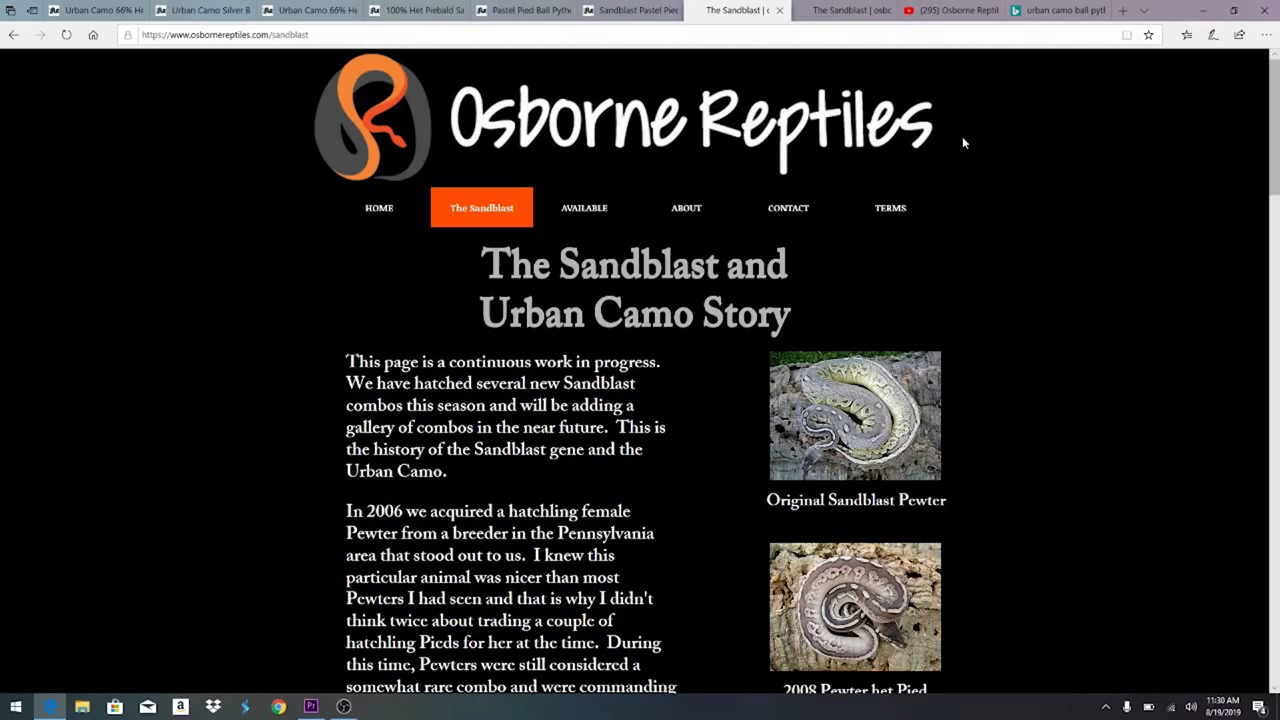 Urban Camo 66% He
Urban Camo Silver B
Urban Camo 66% He
100% Het Piebald Sa
Pastel Pied Ball Pyth
Sandblast Pastel Piec
The Sandblast | c
The Sandblast | osbc
(295) Osborne Reptil
urban camo ball pytl
https://www.osbornereptiles.com/sandblast
Osborne Reptiles
HOME
The Sandblast
AVAILABLE
ABOUT
CONTACT
TERMS
The Sandblast and
Urban Camo Story
This page is a continuous work in progress.
We have hatched several new Sandblast
combos this season and will be adding a
gallery of combos in the near future. This is
the history of the Sandblast gene and the
Urban Camo.
In 2006 we acquired a hatchling female
Pewter from a breeder in the Pennsylvania
area that stood out to us. I knew this
particular animal was nicer than most
Pewters I had seen and that is why I didn't
think twice about trading a couple of
hatchling Pieds for her at the time. During
this time, Pewters were still considered a
somewhat rare combo and were commanding
Original Sandblast Pewter
2008 Pewter het Pied
11:30 AM
8/19/2019